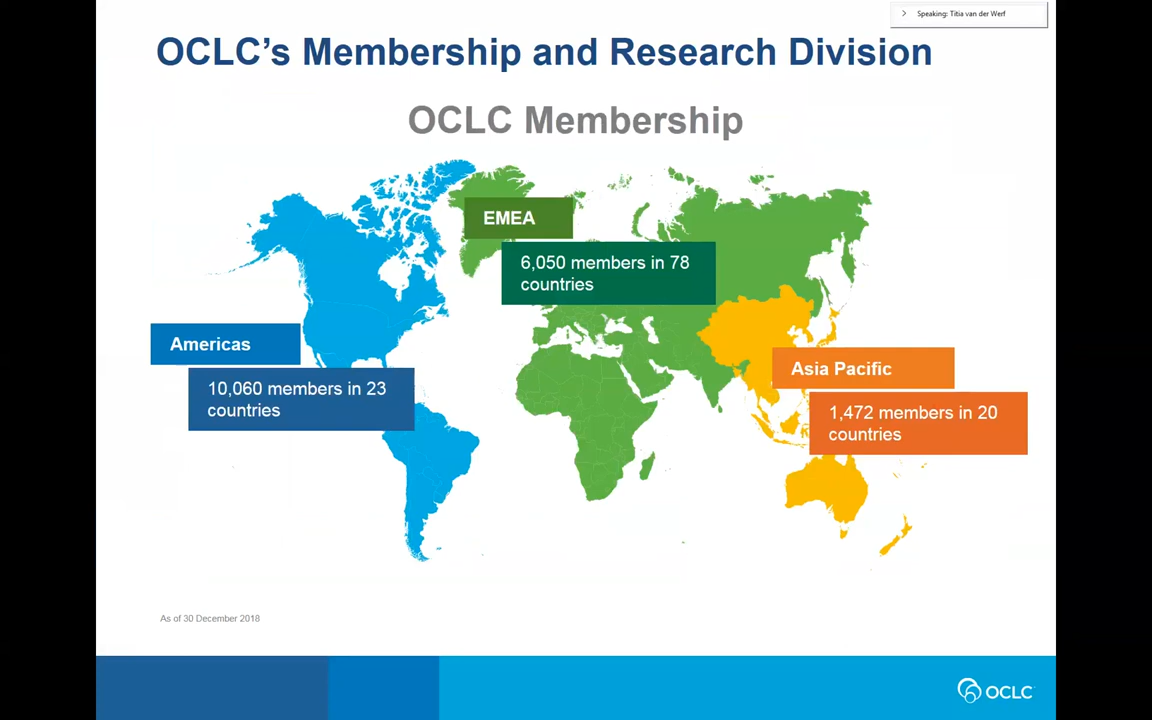 Speaking: Titia van der Werf
OCLC's Membership and Research Division
OCLC Membership
EMEA
6,050 members in 78
countries
Americas
10,060 members in 23
countries
Asia Pacific
1,472 members in 20
countries
As of 30 December 2018
OCLC